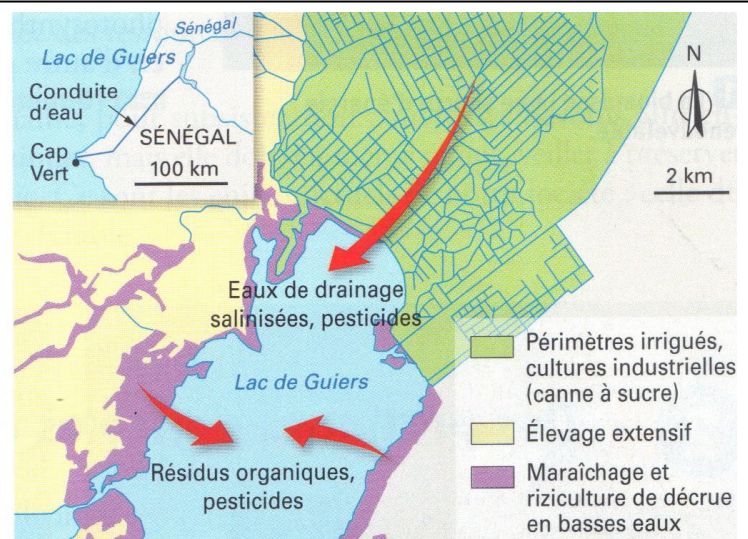 Sénégal
Lac de Guiers
Conduite
d'eau
SÉNÉGAL
Cap
Vert
100 km
N
2 km
Eaux de drainage
salinisées, pesticides
Lac de Guiers
Résidus organiques,
pesticides
Périmètres irrigués,
cultures industrielles
(canne à sucre)
Élevage extensif
Maraîchage et
riziculture de décrue
en basses eaux